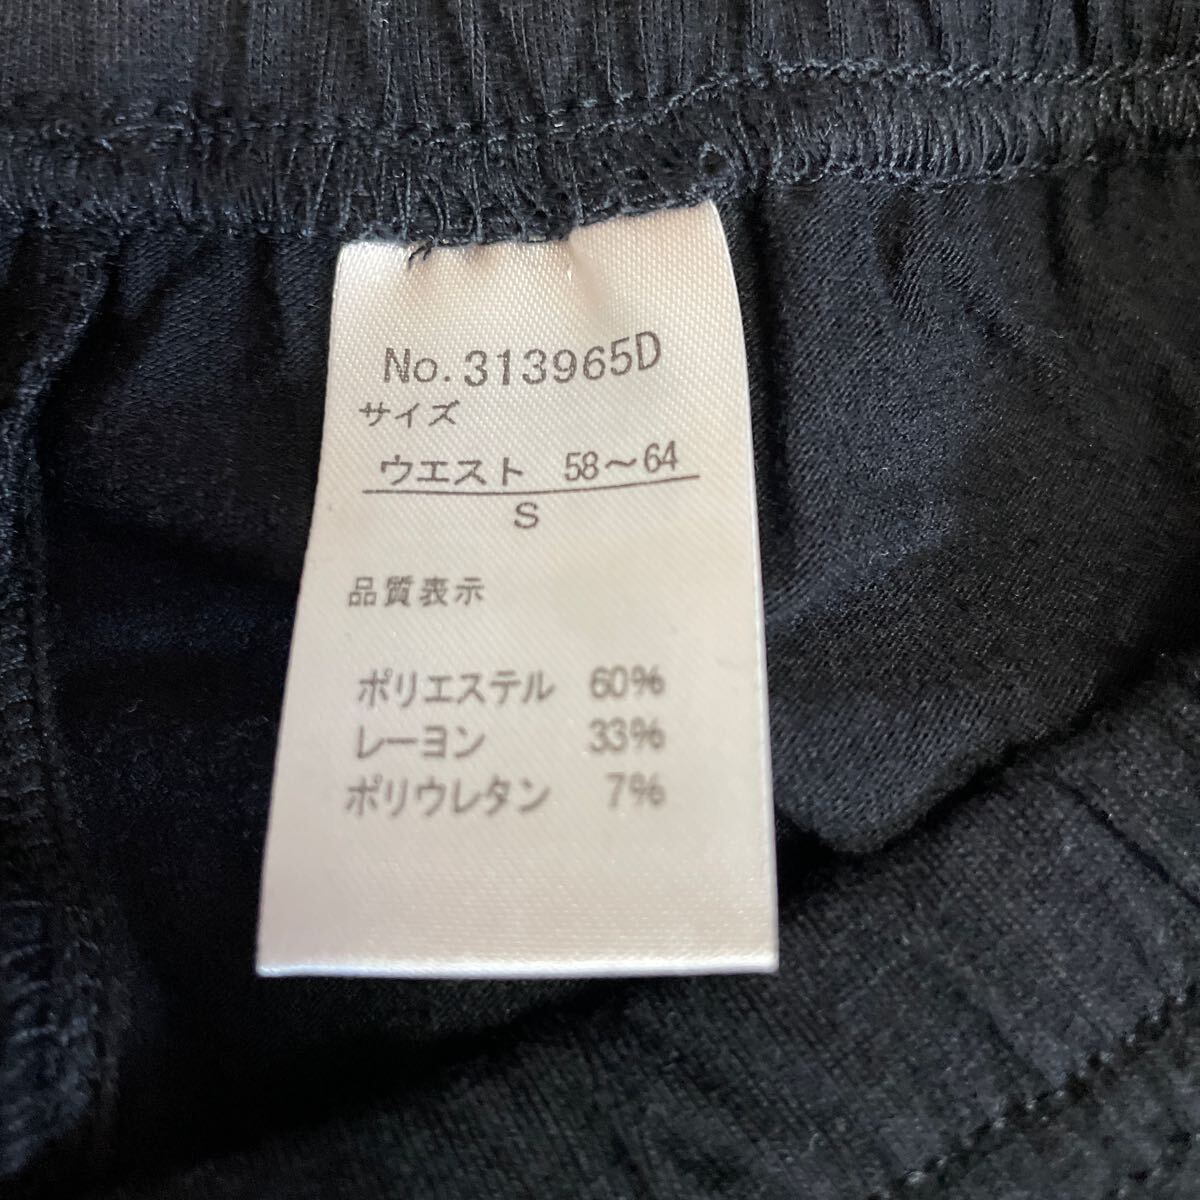 No.313965D
サイズ
ウエスト 58～64
S
品質表示
ポリエステル 60%
レーヨン 33%
ポリウレタン 7%